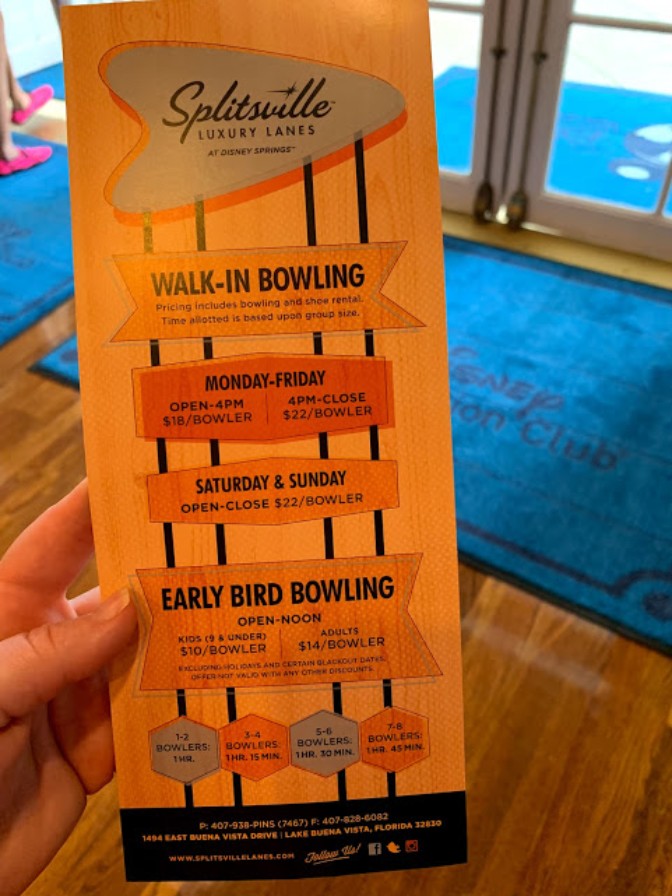 Splitsville™
LUXURY LANES
AT DISNEY SPRINGS™
WALK-IN BOWLING
Pricing includes bowling and shoe rental.
Time allotted is based upon group size.
MONDAY-FRIDAY
OPEN-4PM
$18/BOWLER
4PM-CLOSE
$22/BOWLER
SATURDAY & SUNDAY
OPEN-CLOSE $22/BOWLER
EARLY BIRD BOWLING
OPEN-NOON
KIDS (9 & UNDER)
$10/BOWLER
ADULTS
$14/BOWLER
EXCLUDING HOLIDAYS AND CERTAIN BLACKOUT DATES.
OFFER NOT VALID WITH ANY OTHER DISCOUNTS.
1-2
BOWLERS:
1 HR.
3-4
BOWLERS:
1 HR. 15 MIN.
5-6
BOWLERS:
1 HR. 30 MIN.
7-8
BOWLERS:
1 HR. 45 MIN.
P: 407-938-PINS (7467) F: 407-828-6082
1494 EAST BUENA VISTA DRIVE | LAKE BUENA VISTA, FLORIDA 32830
WWW.SPLITSVILLELANES.COM Follow Us!
Disney
Club